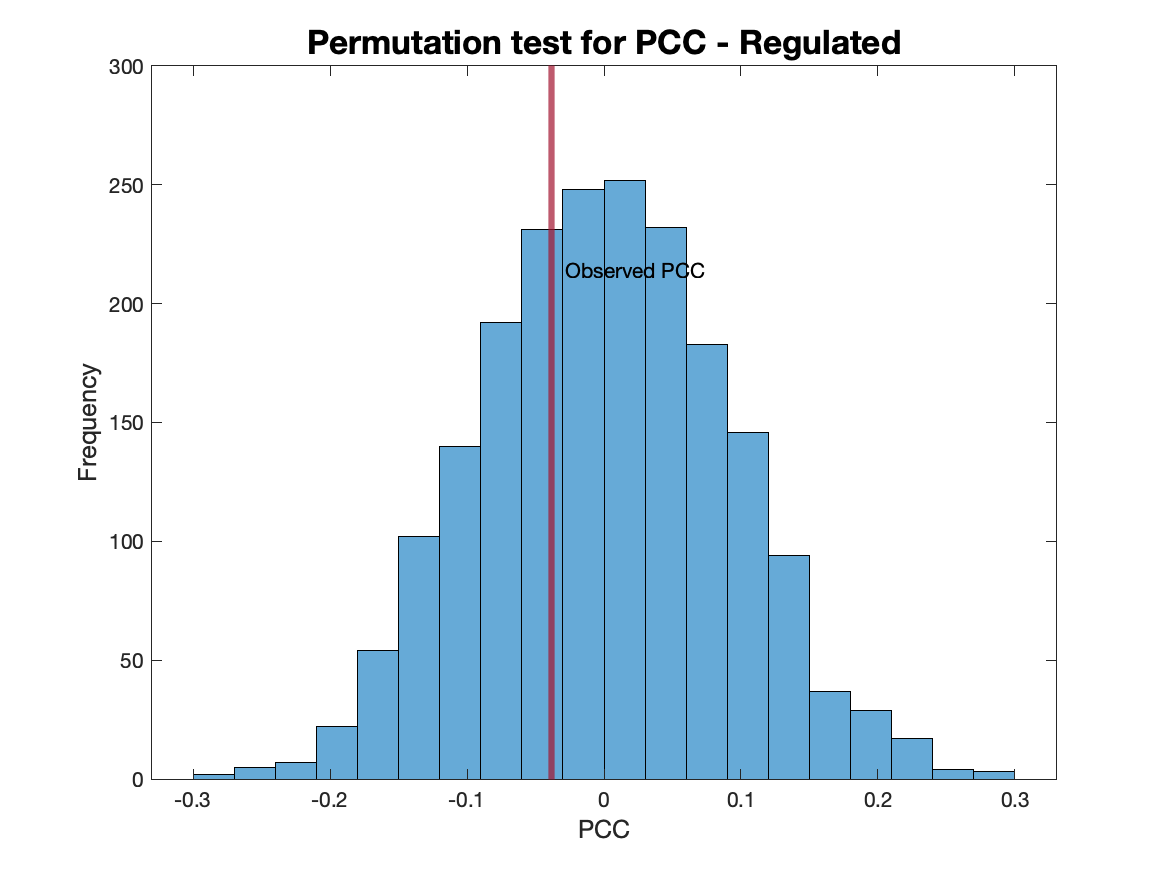 Permutation test for PCC - Regulated
300
250
200
150
100
50
0
Frequency
Observed PCC
-0.3 -0.2 -0.1 0 0.1 0.2 0.3
PCC